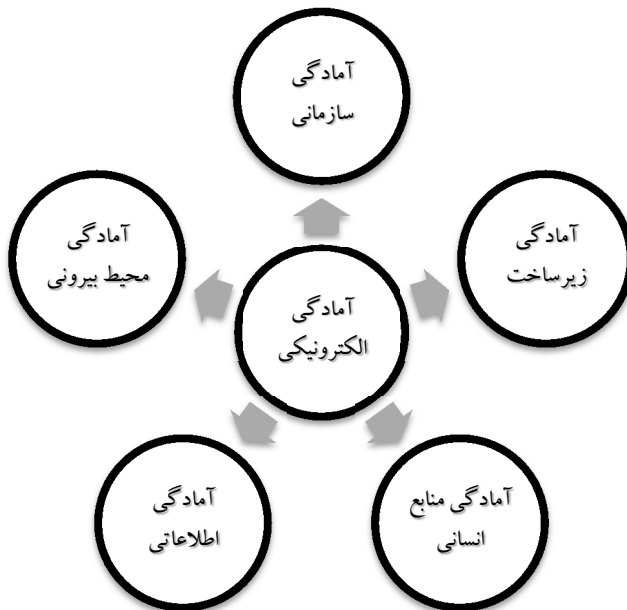 آمادگی
سازمانی
آمادگی
زیرساخت
آمادگی
محیط بیرونی
آمادگی
الکترونیکی
آمادگی منابع
انسانی
آمادگی
اطلاعاتی